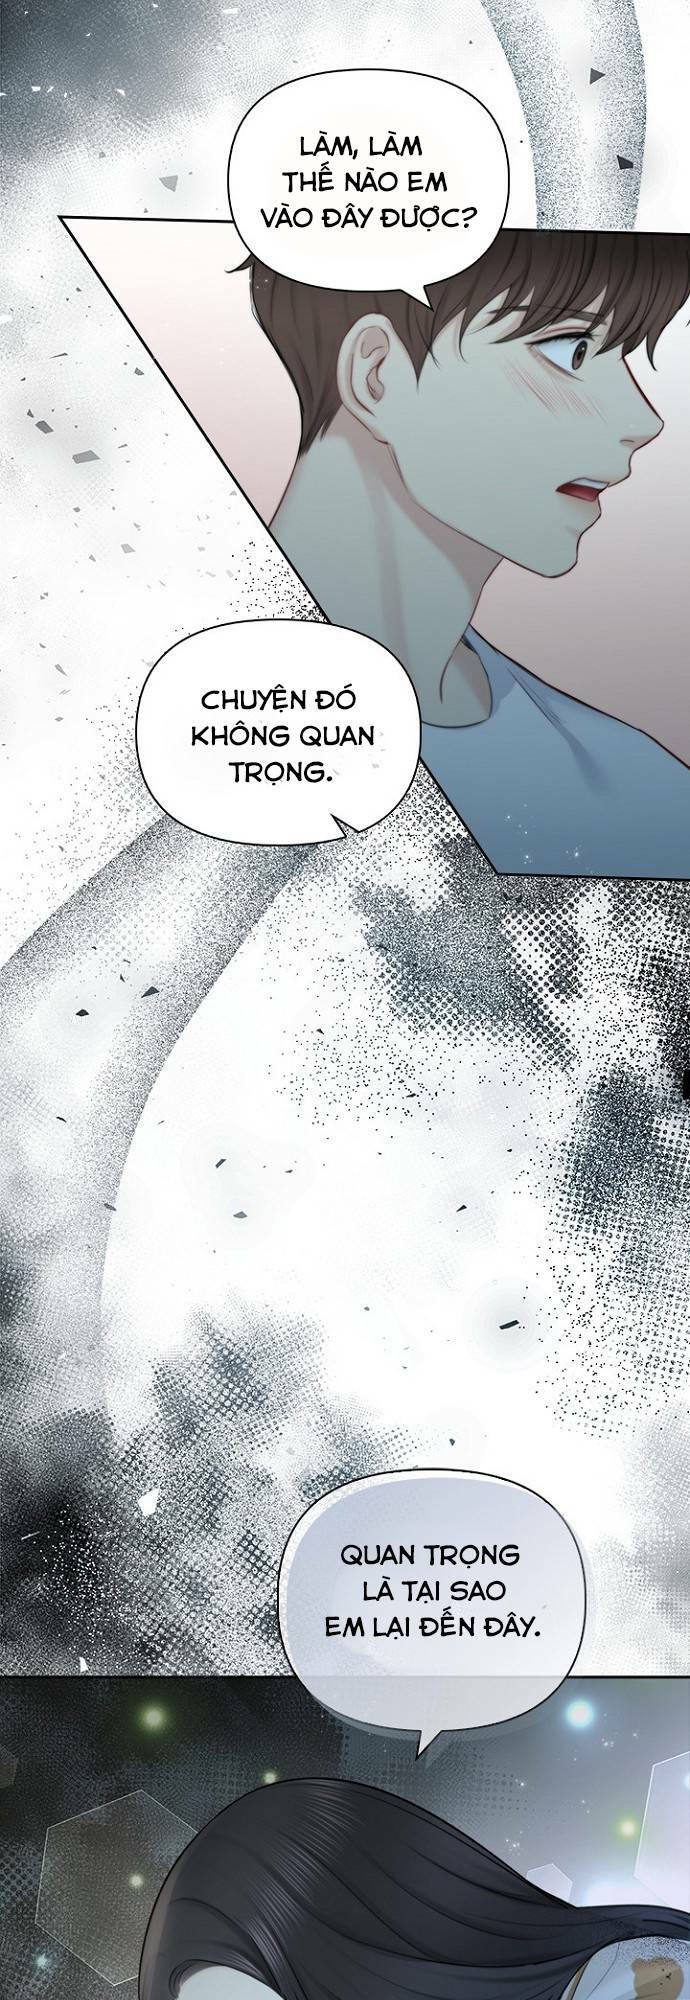 LÀM, LÀM
THẾ NÀO EM
VÀO ĐÂY ĐƯỢC?
CHUYỆN ĐÓ
KHÔNG QUAN
TRỌNG.
QUAN TRỌNG
LÀ TẠI SAO
EM LẠI ĐẾN ĐÂY.